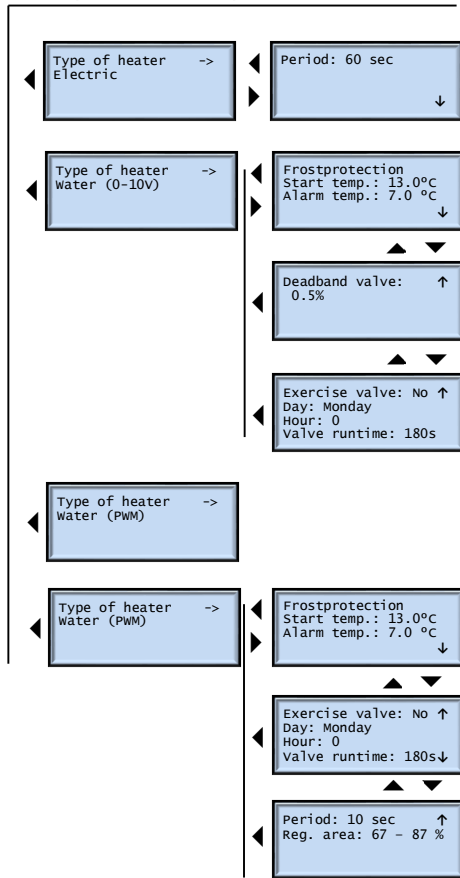 Type of heater ->
Electric
Period: 60 sec
↓
Type of heater ->
Water (0-10V)
Frostprotection
Start temp.: 13.0ºC
Alarm temp.: 7.0 ºC
↓
Deadband valve: ↑
0.5%
Exercise valve: No ↑
Day: Monday
Hour: 0
Valve runtime: 180s
Type of heater ->
Water (PWM)
Type of heater ->
Water (PWM)
Frostprotection
Start temp.: 13.0ºC
Alarm temp.: 7.0 ºC
↓
Exercise valve: No ↑
Day: Monday
Hour: 0
Valve runtime: 180s↓
Period: 10 sec ↑
Reg. area: 67 – 87 %